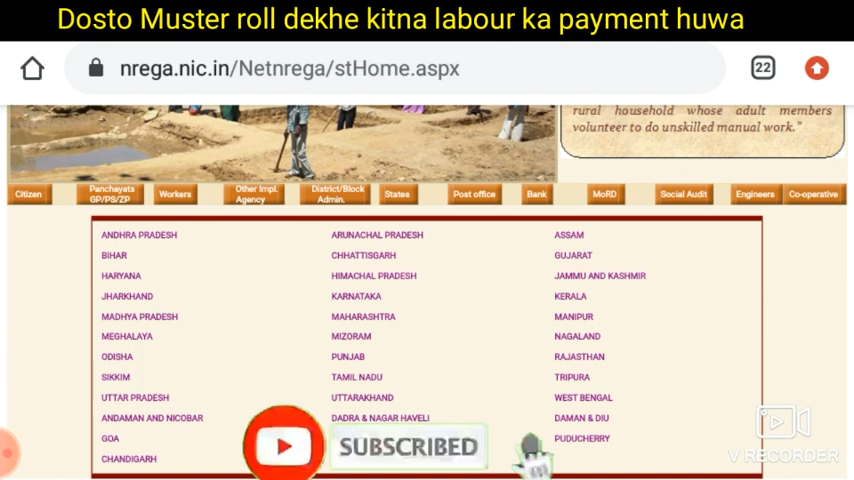 Dosto Muster roll dekhe kitna labour ka payment huwa
nrega.nic.in/Netnrega/stHome.aspx
22
rural household whose adult members
volunteer to do unskilled manual work."
Citizen
Panchayats
GP/PS/ZP
Workers
Other Impl.
Agency
District/Block
Admin.
States
Post office
Bank
MoRD
Social Audit
Engineers
Co-operative
ANDHRA PRADESH ARUNACHAL PRADESH ASSAM
BIHAR CHHATTISGARH GUJARAT
HARYANA HIMACHAL PRADESH JAMMU AND KASHMIR
JHARKHAND KARNATAKA KERALA
MADHYA PRADESH MAHARASHTRA MANIPUR
MEGHALAYA MIZORAM NAGALAND
ODISHA PUNJAB RAJASTHAN
SIKKIM TAMIL NADU TRIPURA
UTTAR PRADESH UTTARAKHAND WEST BENGAL
ANDAMAN AND NICOBAR DADRA & NAGAR HAVELI DAMAN & DIU
GOA PUDUCHERRY
CHANDIGARH
SUBSCRIBED
V RECORDER